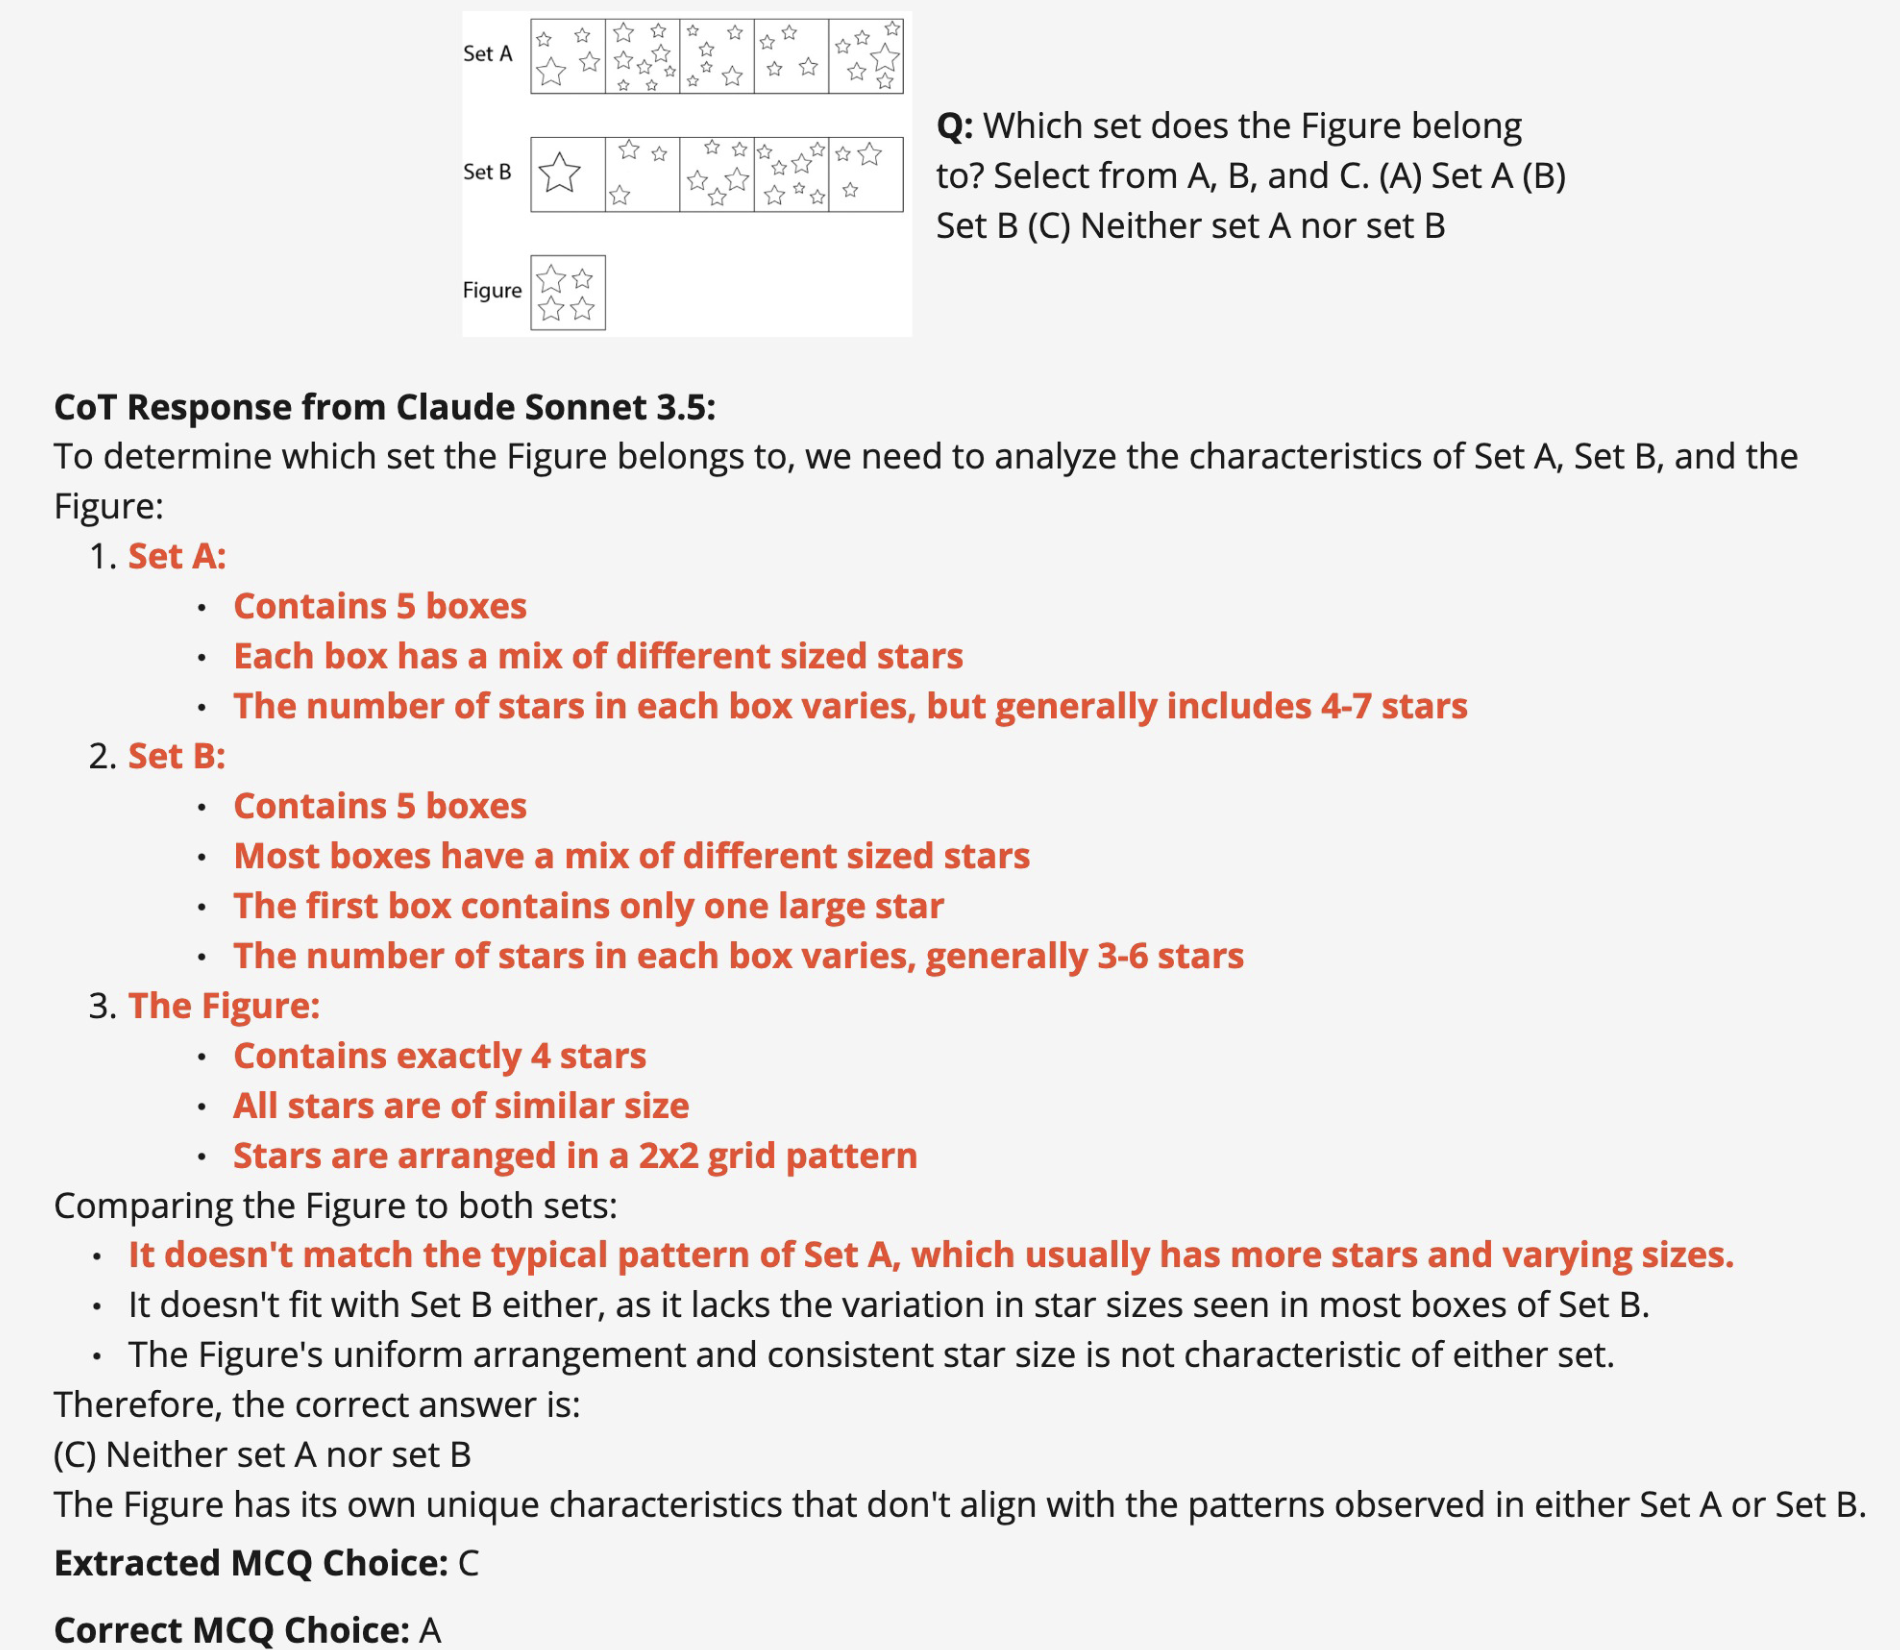 Set A
Set B
Figure
Q: Which set does the Figure belong
to? Select from A, B, and C. (A) Set A (B)
Set B (C) Neither set A nor set B
CoT Response from Claude Sonnet 3.5:
To determine which set the Figure belongs to, we need to analyze the characteristics of Set A, Set B, and the
Figure:
1. Set A:
• Contains 5 boxes
• Each box has a mix of different sized stars
• The number of stars in each box varies, but generally includes 4-7 stars
2. Set B:
• Contains 5 boxes
• Most boxes have a mix of different sized stars
• The first box contains only one large star
• The number of stars in each box varies, generally 3-6 stars
3. The Figure:
• Contains exactly 4 stars
• All stars are of similar size
• Stars are arranged in a 2x2 grid pattern
Comparing the Figure to both sets:
• It doesn't match the typical pattern of Set A, which usually has more stars and varying sizes.
• It doesn't fit with Set B either, as it lacks the variation in star sizes seen in most boxes of Set B.
• The Figure's uniform arrangement and consistent star size is not characteristic of either set.
Therefore, the correct answer is:
(C) Neither set A nor set B
The Figure has its own unique characteristics that don't align with the patterns observed in either Set A or Set B.
Extracted MCQ Choice: C
Correct MCQ Choice: A